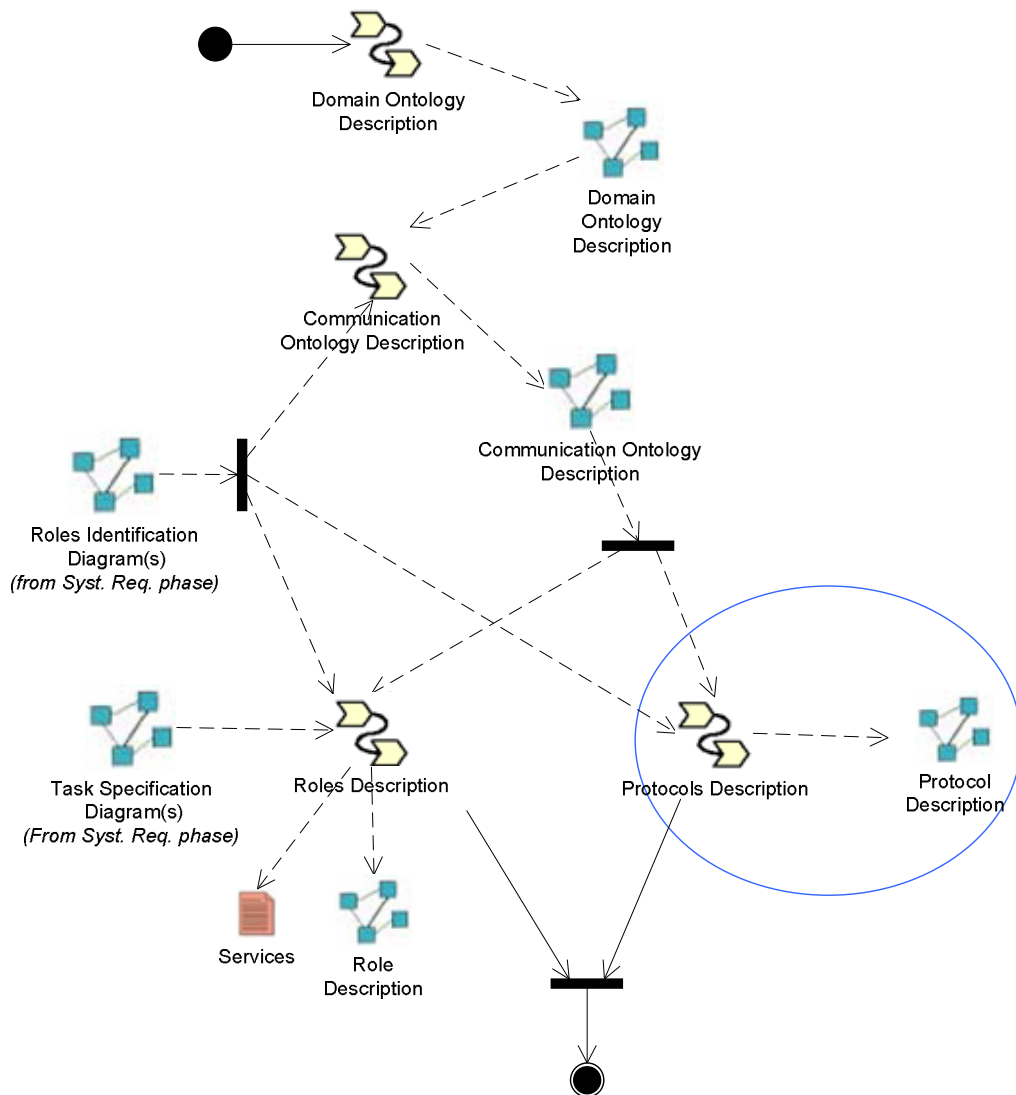 Domain Ontology
Description
Domain
Ontology
Description
Communication
Ontology Description
Communication Ontology
Description
Roles Identification
Diagram(s)
(from Syst. Req. phase)
Task Specification
Diagram(s)
(From Syst. Req. phase)
Roles Description
Protocols Description
Protocol
Description
Services
Role
Description